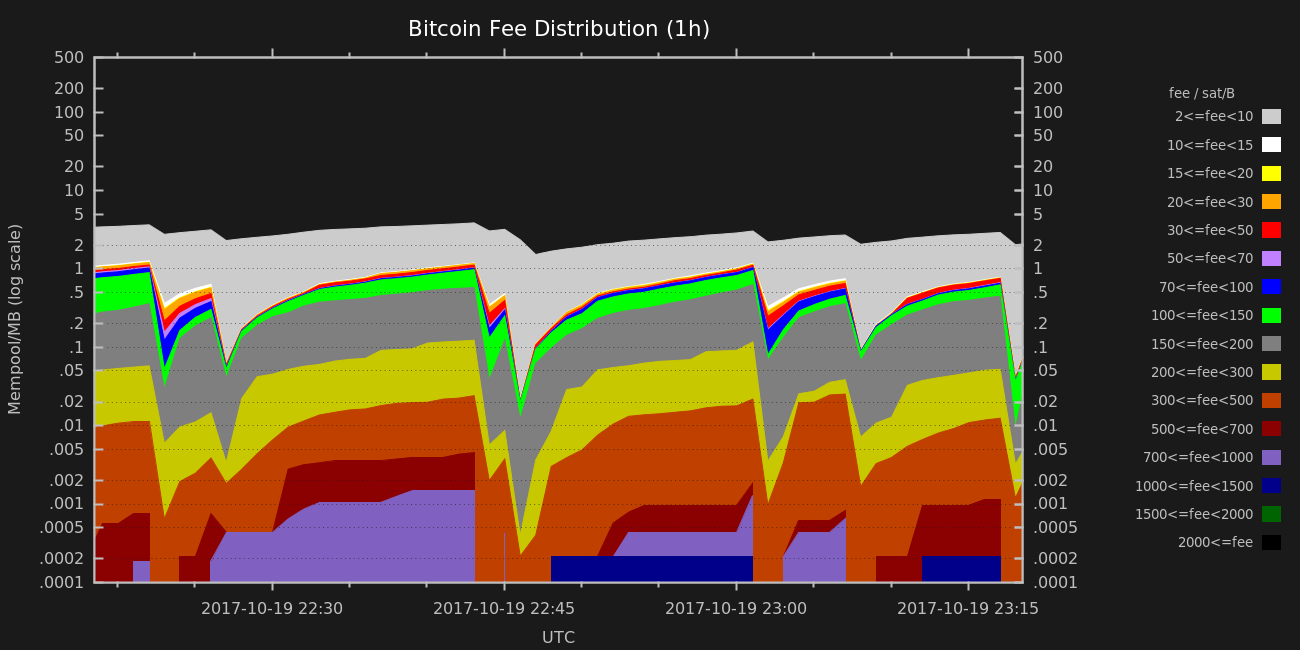 Bitcoin Fee Distribution (1h)
Mempool/MB (log scale)
500
200
100
50
20
10
5
2
1
.5
.2
.1
.05
.02
.01
.005
.002
.001
.0005
.0002
.0001
500
200
100
50
20
10
5
2
1
.5
.2
.1
.05
.02
.01
.005
.002
.001
.0005
.0002
.0001
2017-10-19 22:30
2017-10-19 22:45
2017-10-19 23:00
2017-10-19 23:15
UTC
fee / sat/B
2<=fee<10
10<=fee<15
15<=fee<20
20<=fee<30
30<=fee<50
50<=fee<70
70<=fee<100
100<=fee<150
150<=fee<200
200<=fee<300
300<=fee<500
500<=fee<700
700<=fee<1000
1000<=fee<1500
1500<=fee<2000
2000<=fee